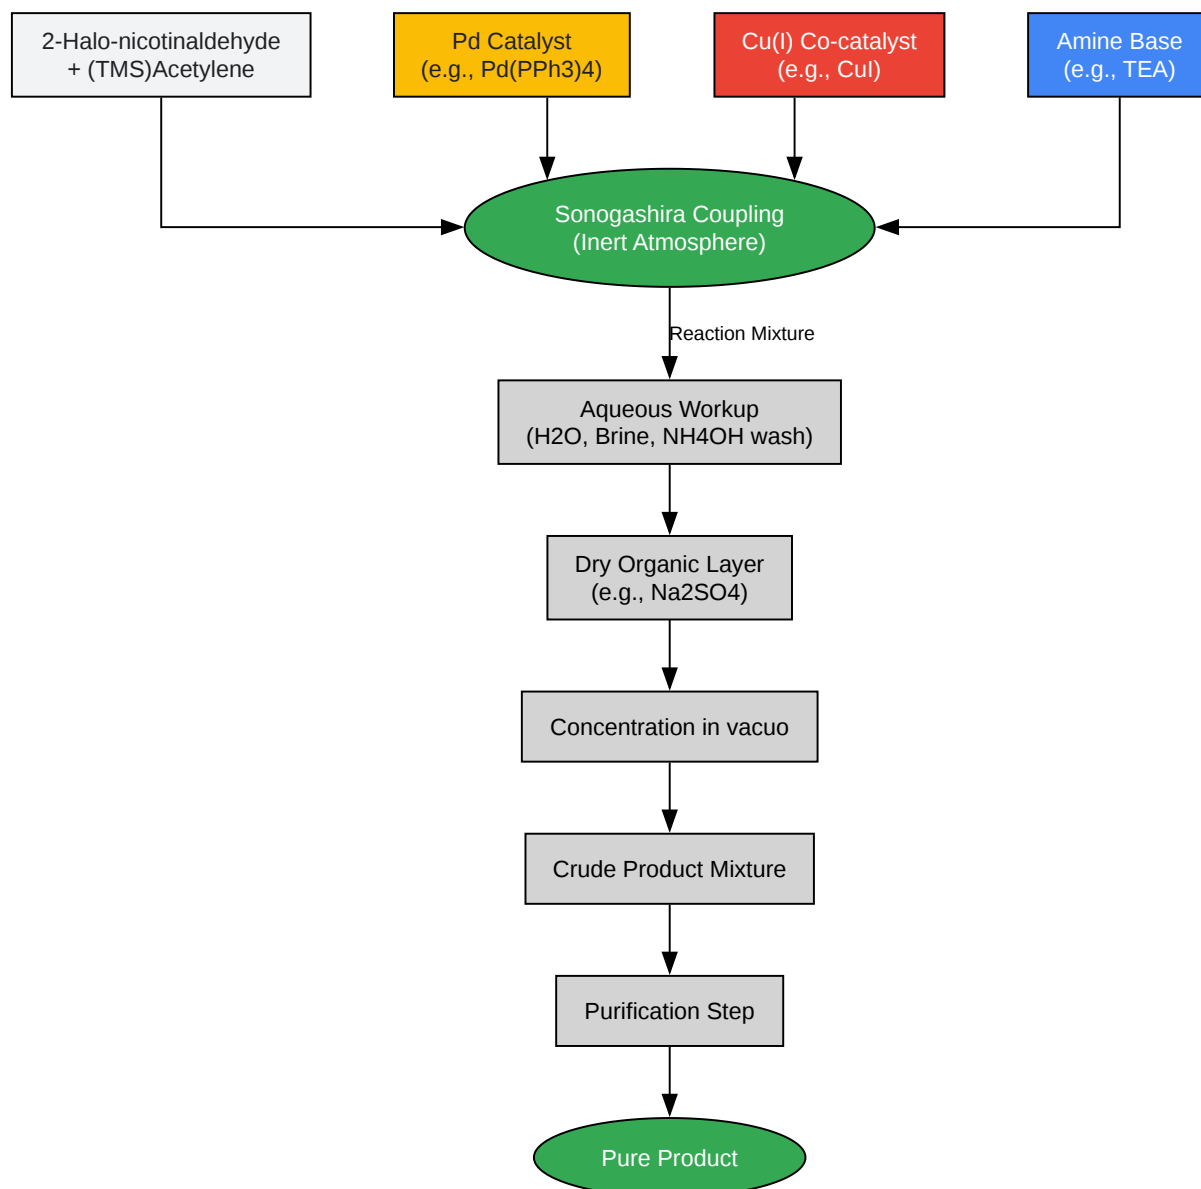 2-Halo-nicotinaldehyde
+ (TMS)Acetylene
Pd Catalyst
(e.g., Pd(PPh3)4)
Cu(I) Co-catalyst
(e.g., CuI)
Amine Base
(e.g., TEA)
Sonogashira Coupling
(Inert Atmosphere)
Reaction Mixture
Aqueous Workup
(H2O, Brine, NH4OH wash)
Dry Organic Layer
(e.g., Na2SO4)
Concentration in vacuo
Crude Product Mixture
Purification Step
Pure Product